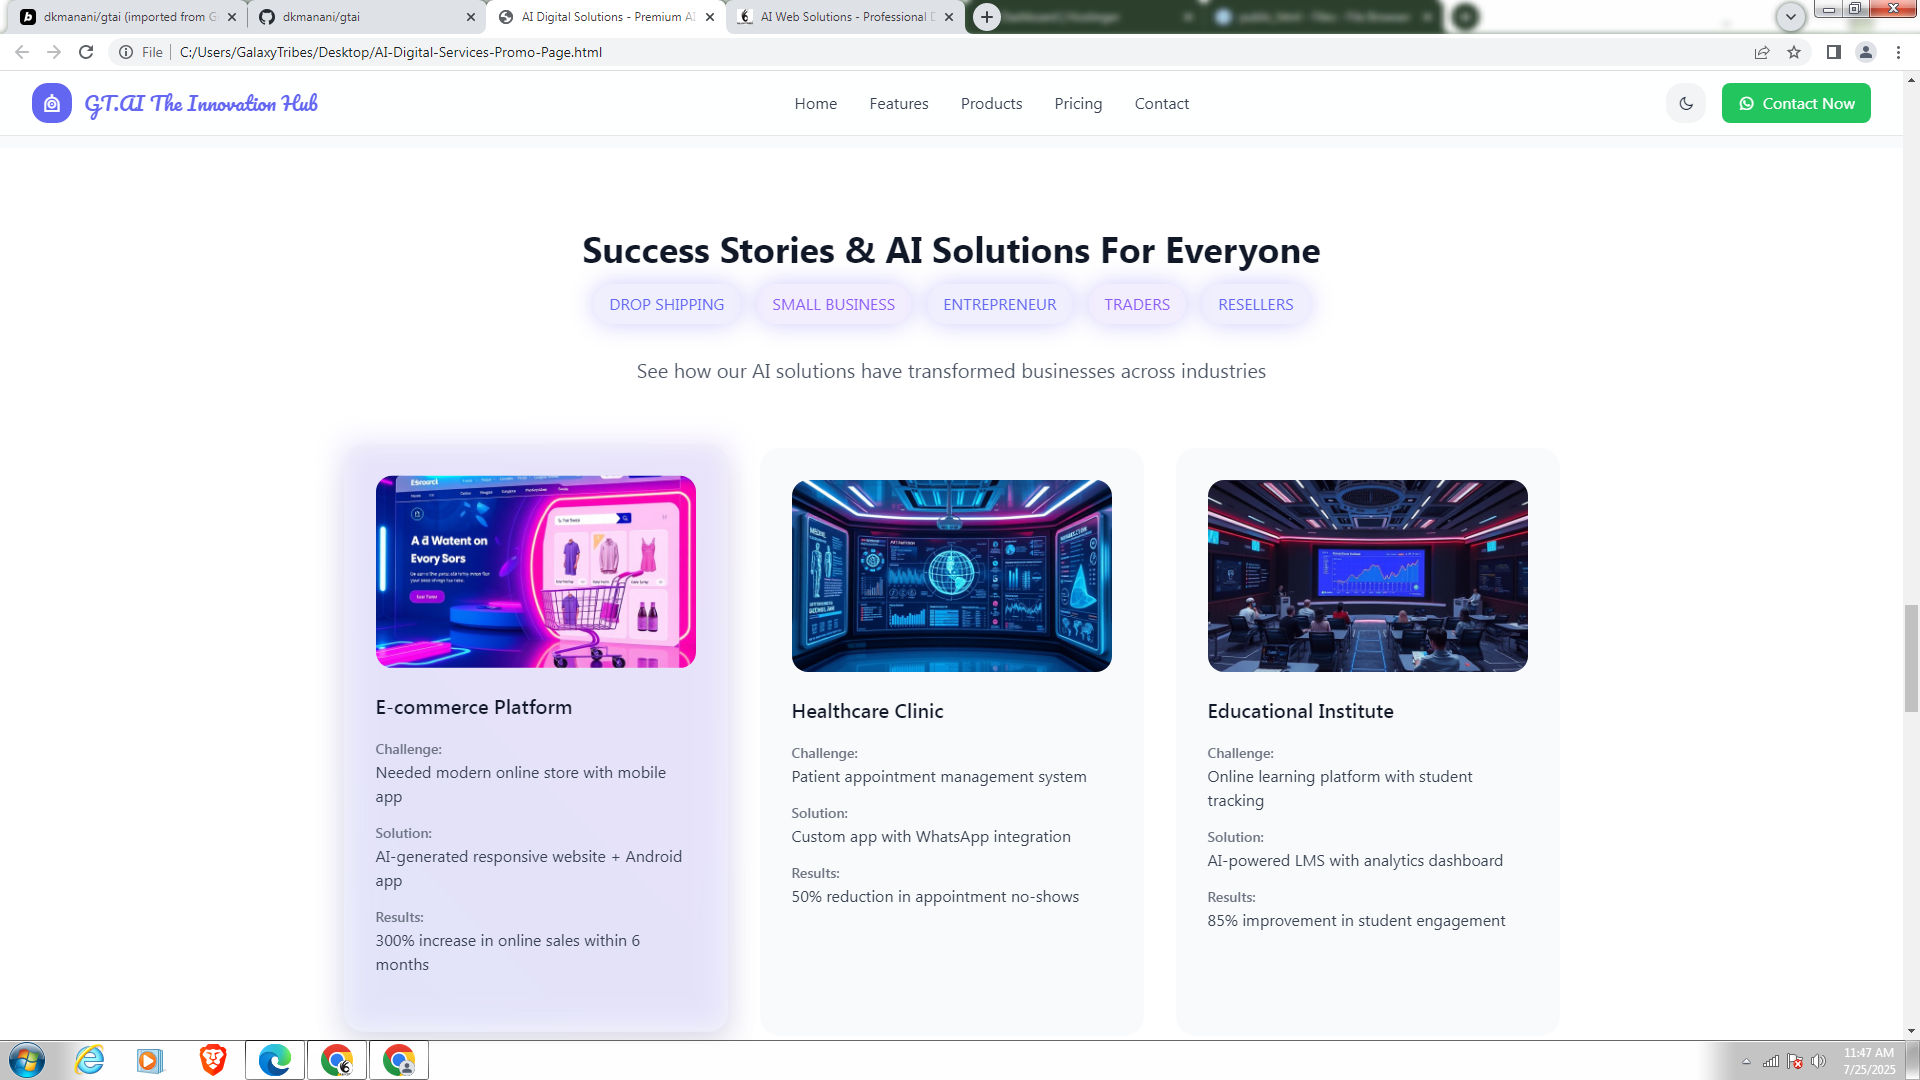 dkmanani/gtai (imported from G
dkmanani/gtai
AI Digital Solutions - Premium AI
AI Web Solutions - Professional D
File
C:/Users/GalaxyTribes/Desktop/AI-Digital-Services-Promo-Page.html
GT.AI The Innovation Hub
Home
Features
Products
Pricing
Contact
Contact Now
Success Stories & AI Solutions For Everyone
DROP SHIPPING
SMALL BUSINESS
ENTREPRENEUR
TRADERS
RESELLERS
See how our AI solutions have transformed businesses across industries
A d Watent on
Evory Sors
E-commerce Platform
Challenge:
Needed modern online store with mobile
app
Solution:
AI-generated responsive website + Android
app
Results:
300% increase in online sales within 6
months
Healthcare Clinic
Challenge:
Patient appointment management system
Solution:
Custom app with WhatsApp integration
Results:
50% reduction in appointment no-shows
Educational Institute
Challenge:
Online learning platform with student
tracking
Solution:
AI-powered LMS with analytics dashboard
Results:
85% improvement in student engagement
11:47 AM
7/25/2025